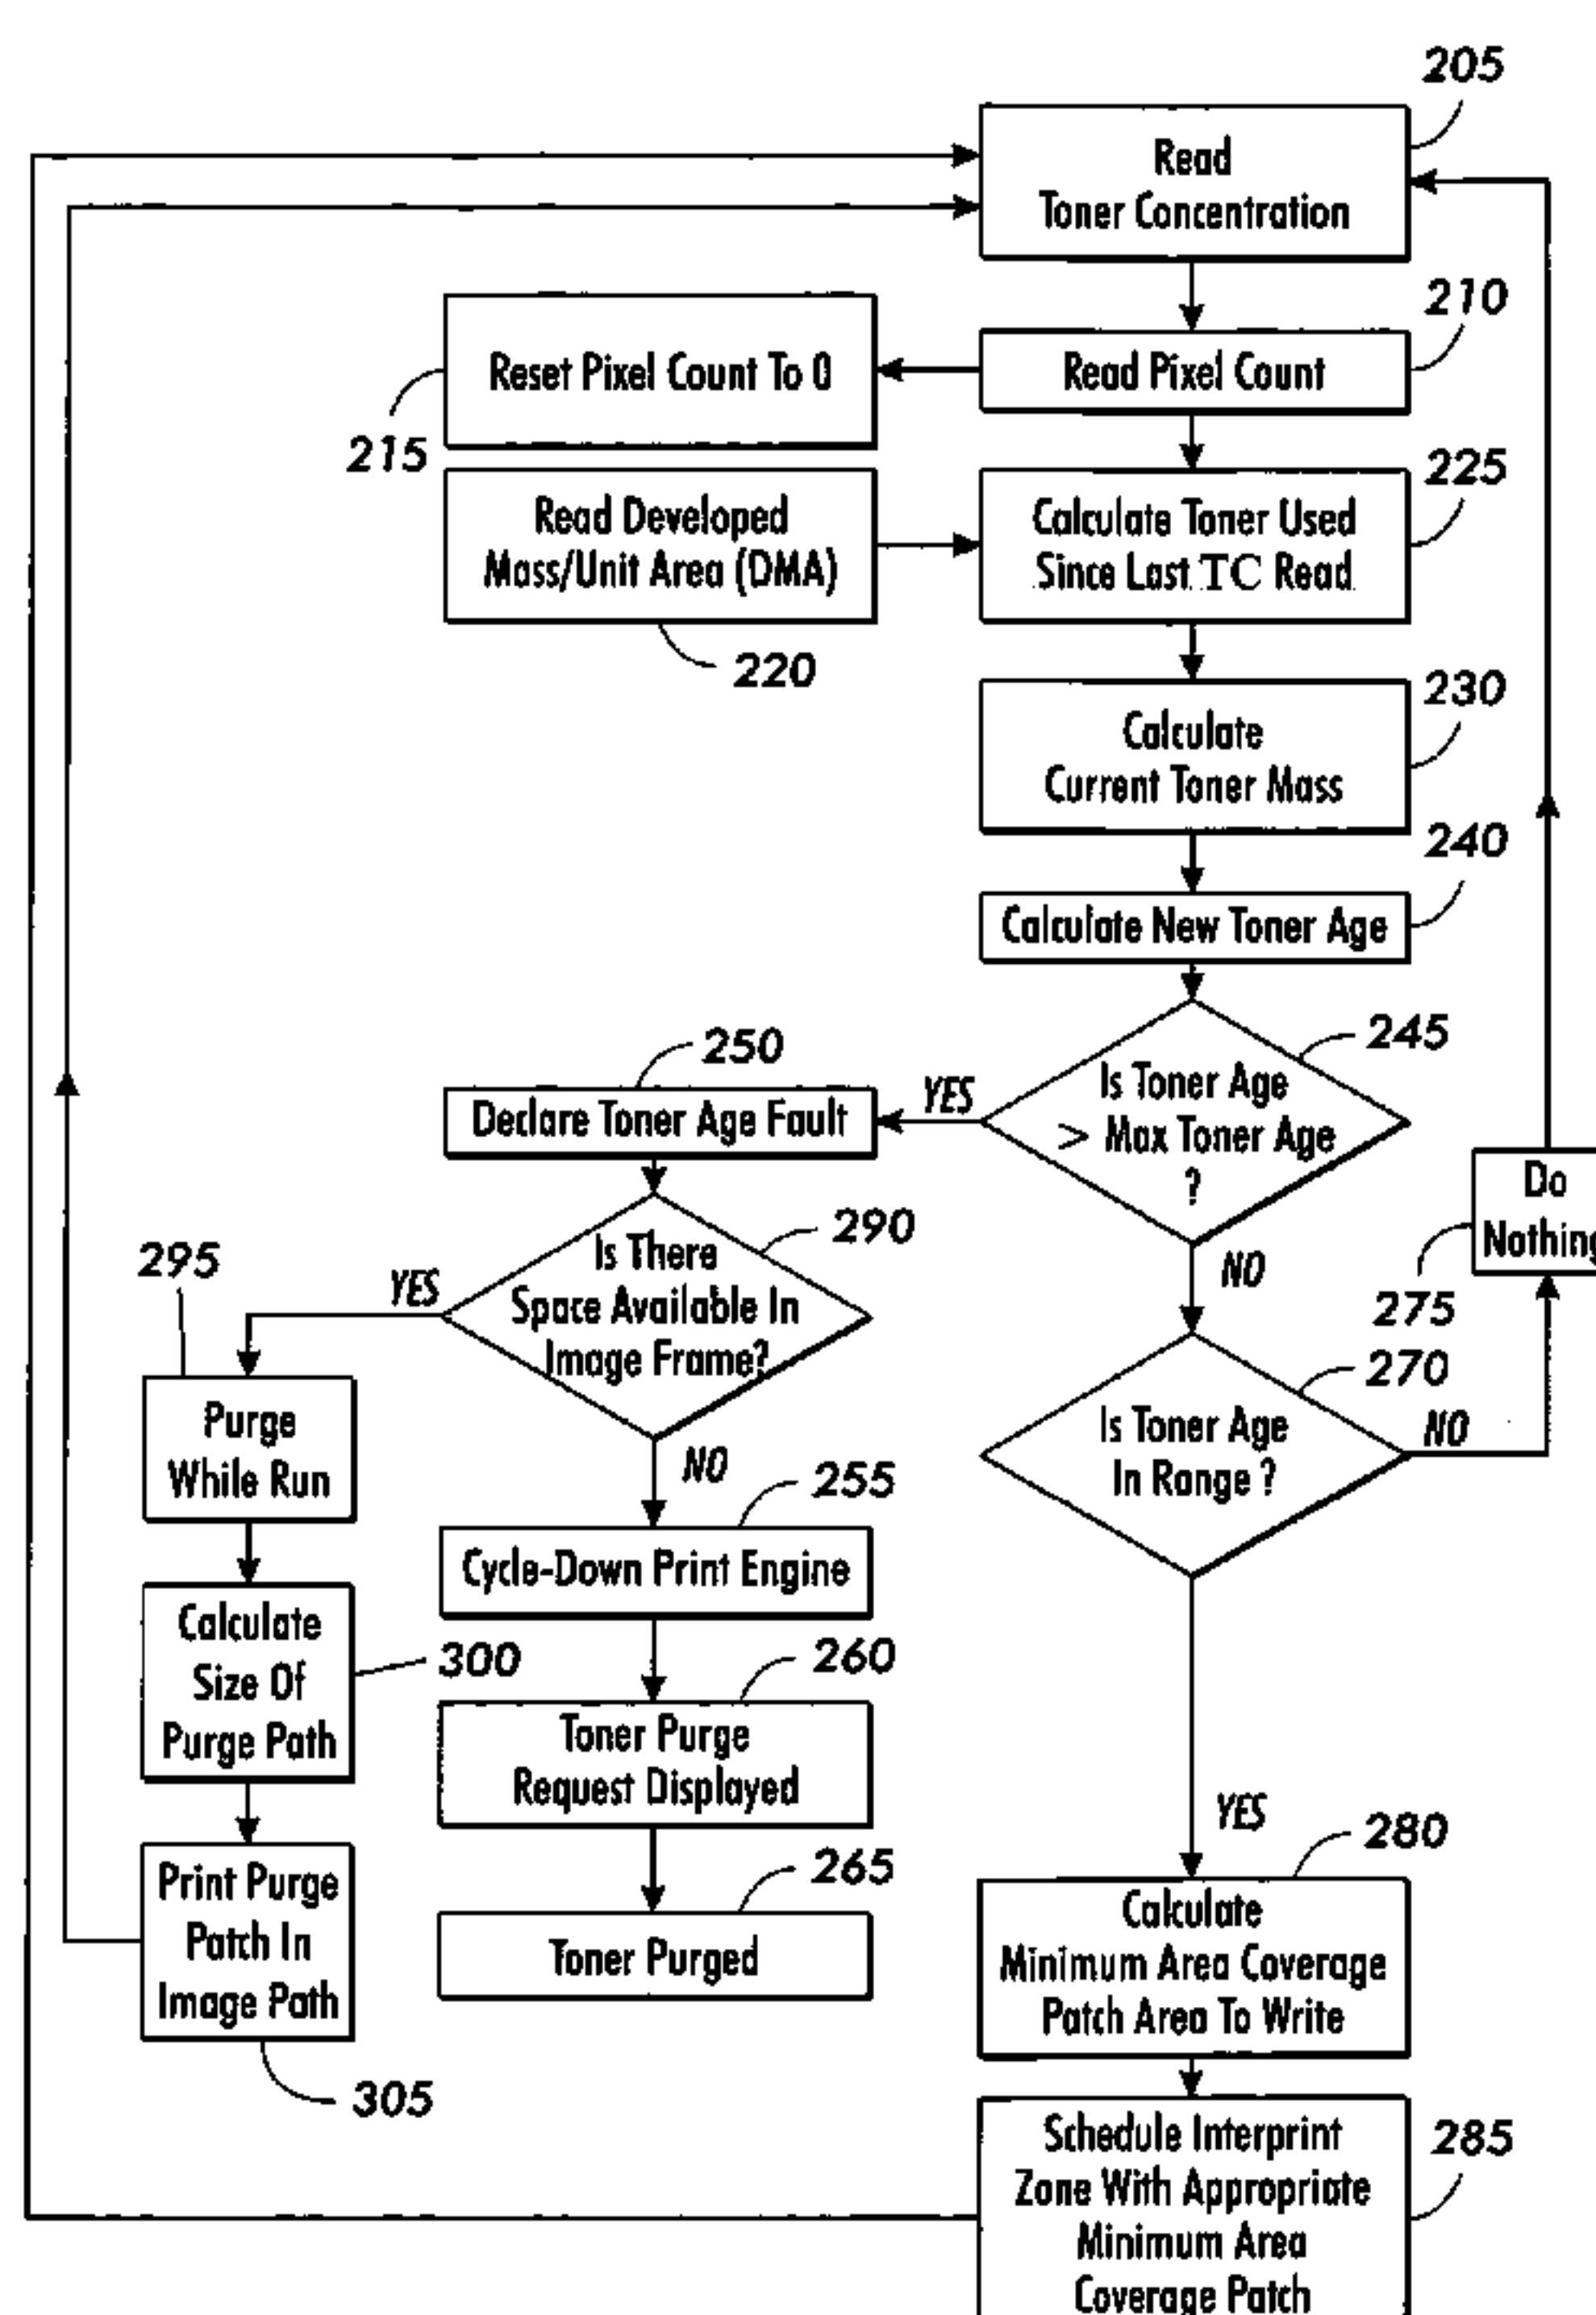 205
Read
Toner Concentration
210
Reset Pixel Count To 0
Read Pixel Count
215
225
Read Developed
Mass/Unit Area (DMA)
Calculate Toner Used
Since Last TC Read
220
230
Calculate
Current Toner Mass
240
Calculate New Toner Age
245
250
YES
Declare Toner Age Fault
Is Toner Age
> Max Toner Age
?
Do
Nothing
275
NO
290
295
YES
Is There
Space Available In
Image Frame?
270
Is Toner Age
In Range ?
NO
Purge
While Run
NO
255
Cycle-Down Print Engine
Calculate
Size Of
Purge Path
300
260
Toner Purge
Request Displayed
YES
280
265
Print Purge
Patch In
Image Path
Toner Purged
Calculate
Minimum Area Coverage
Patch Area To Write
305
285
Schedule Interprint
Zone With Appropriate
Minimum Area
Coverage Patch